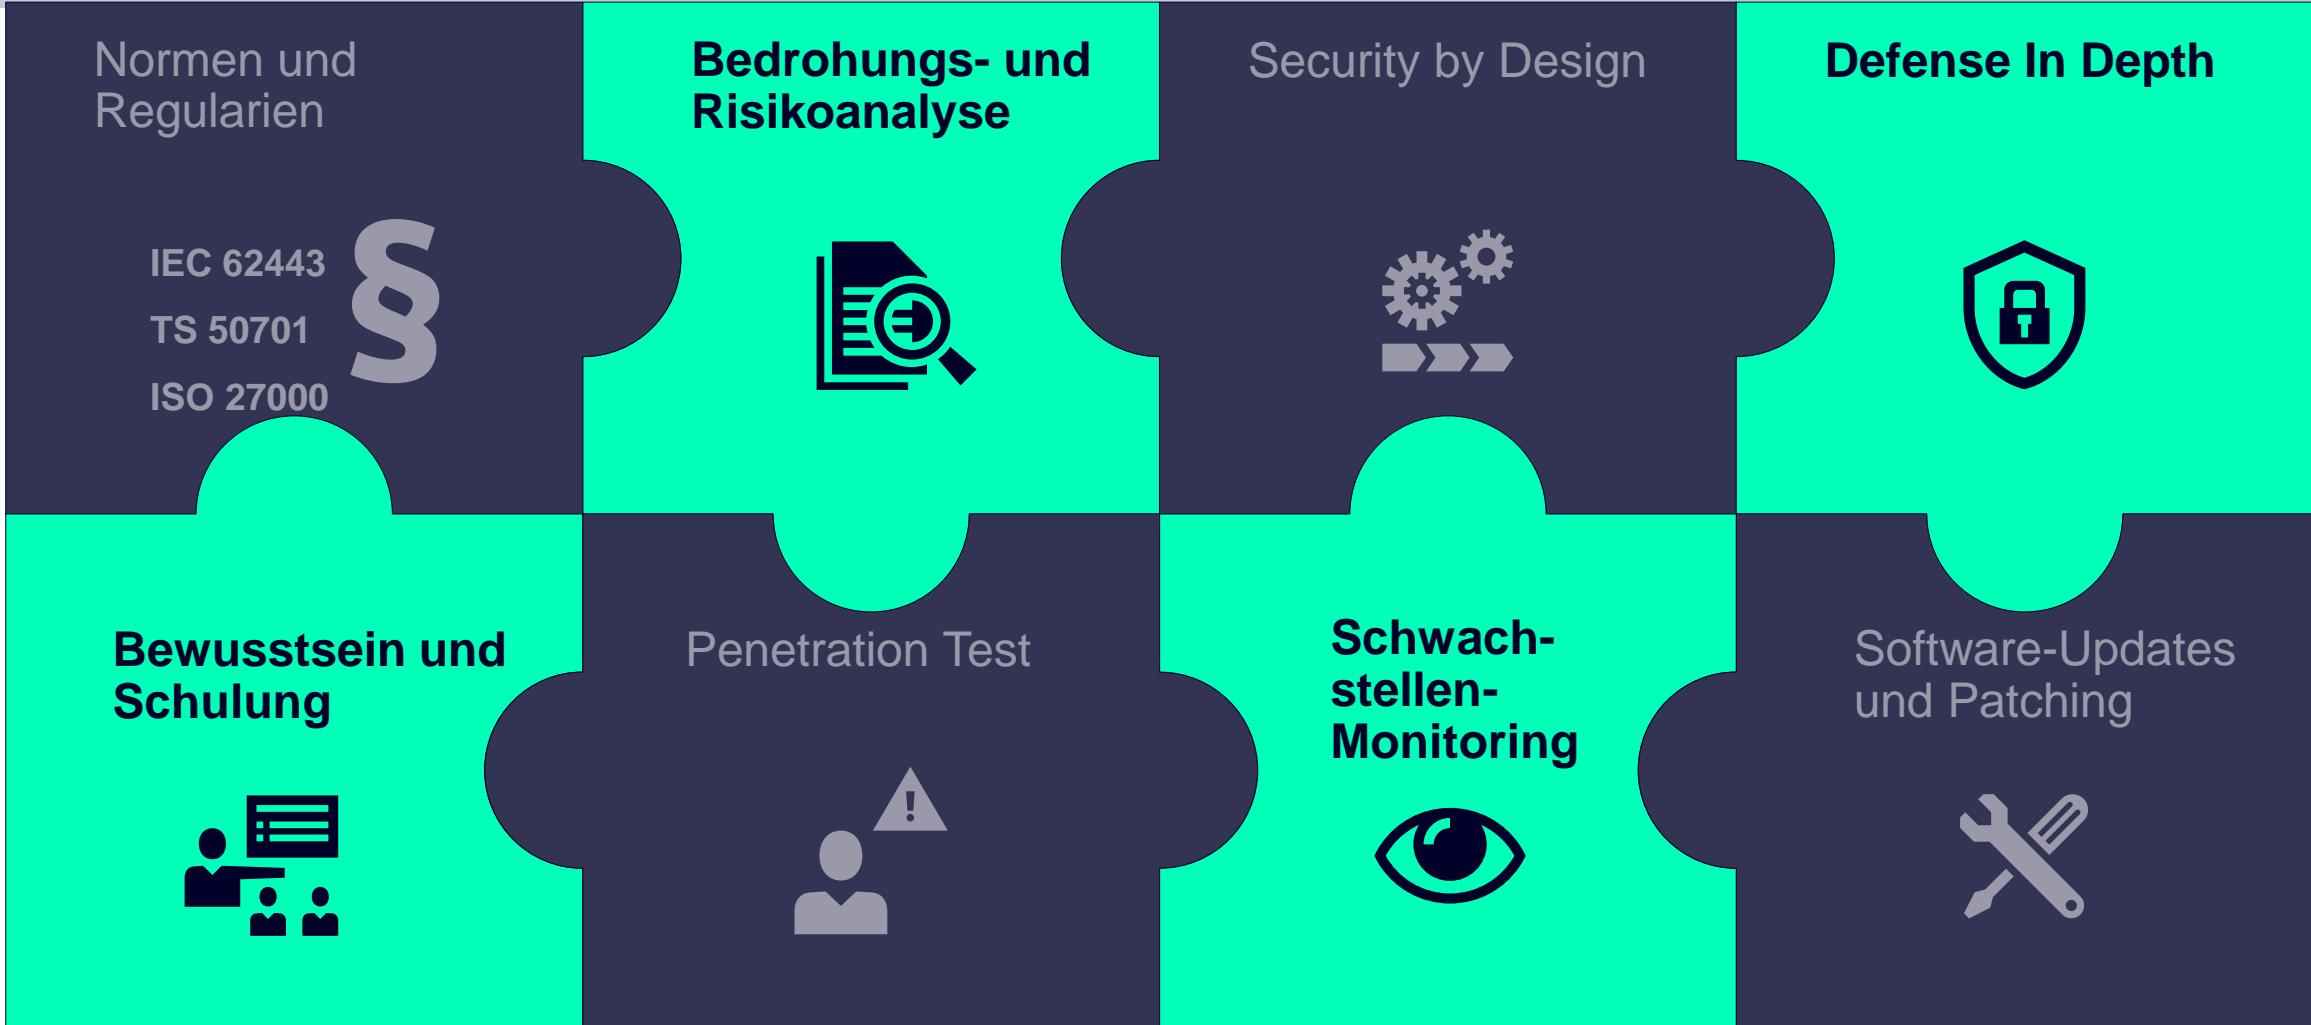 Normen und
Regularien
IEC 62443
TS 50701
ISO 27000
§
Bedrohungs- und
Risikoanalyse
Security by Design
Defense In Depth
Bewusstsein und
Schulung
Penetration Test
!
Schwach-
stellen-
Monitoring
Software-Updates
und Patching